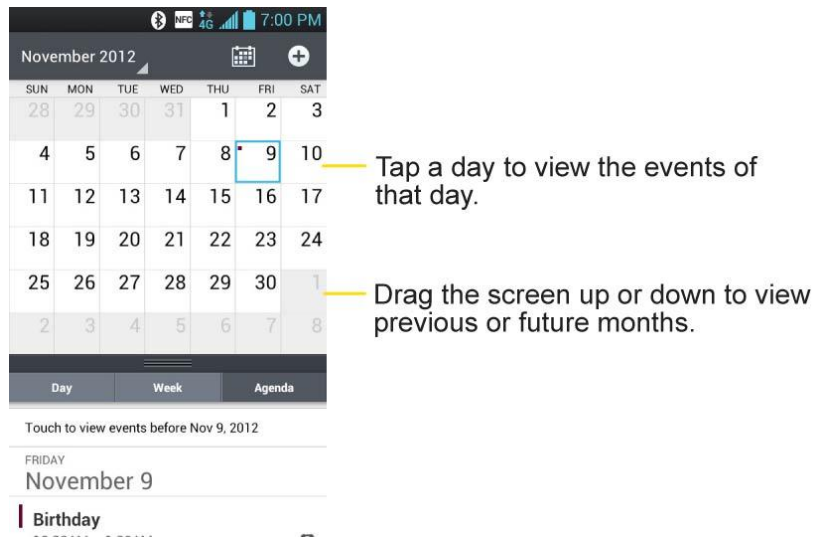 NFC 4G 7:00 PM
November 2012
SUN MON TUE WED THU FRI SAT
28 29 30 31 1 2 3
4 5 6 7 8 9 10
11 12 13 14 15 16 17
18 19 20 21 22 23 24
25 26 27 28 29 30 1
2 3 4 5 6 7 8
Tap a day to view the events of
that day.
Drag the screen up or down to view
previous or future months.
Day Week Agenda
Touch to view events before Nov 9, 2012
FRIDAY
November 9
Birthday